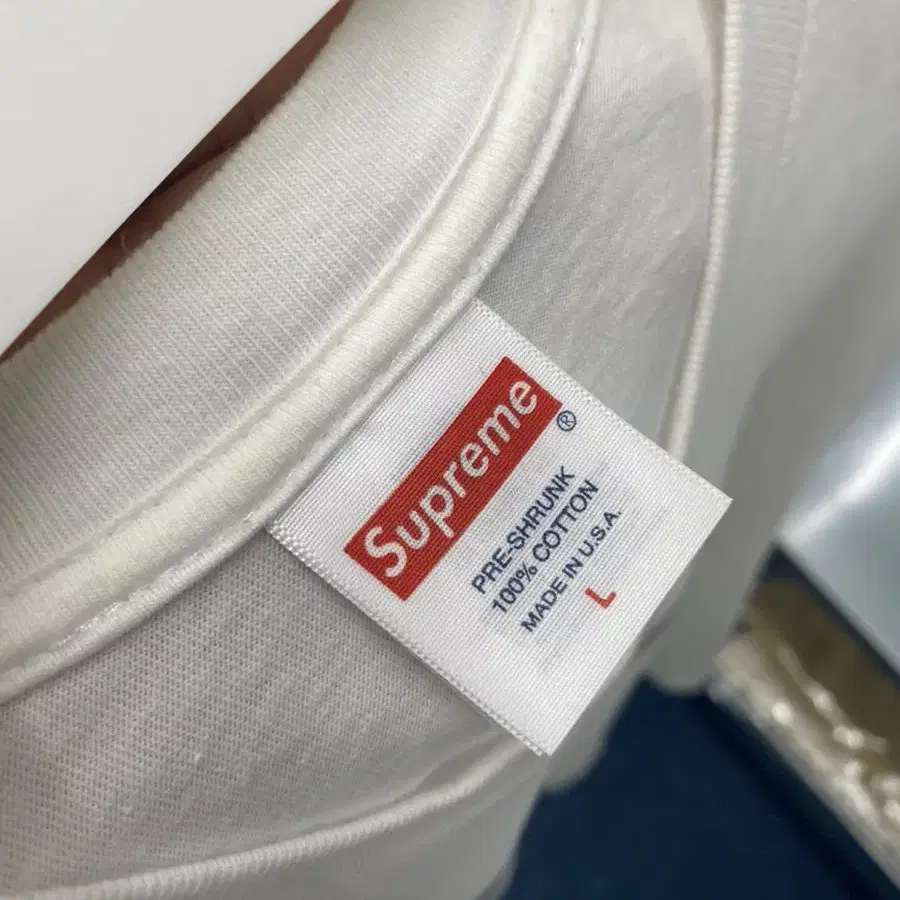 Supreme®
PRE-SHRUNK
100% COTTON
MADE IN U.S.A.
L